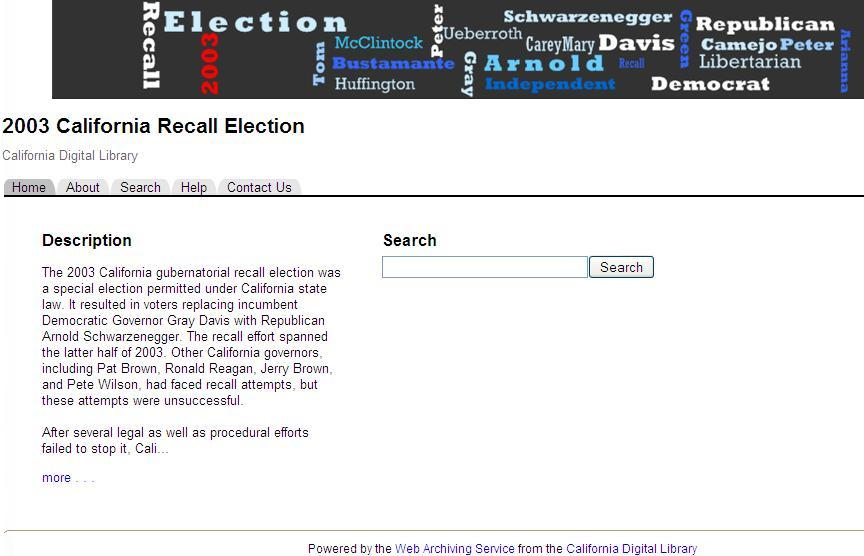 Recall
Election
2003
Tom
McClintock
Bustamante
Huffington
Peter
Ueberroth
Gray
Schwarzenegger
CareyMary Davis
Arnold Recall
Independent
Green
Republican
Camejo Peter
Libertarian
Democrat
Arianna
2003 California Recall Election
California Digital Library
Home About Search Help Contact Us
Description
The 2003 California gubernatorial recall election was
a special election permitted under California state
law. It resulted in voters replacing incumbent
Democratic Governor Gray Davis with Republican
Arnold Schwarzenegger. The recall effort spanned
the latter half of 2003. Other California governors,
including Pat Brown, Ronald Reagan, Jerry Brown,
and Pete Wilson, had faced recall attempts, but
these attempts were unsuccessful.
After several legal as well as procedural efforts
failed to stop it, Cali...
more . . .
Search
Search
Powered by the Web Archiving Service from the California Digital Library